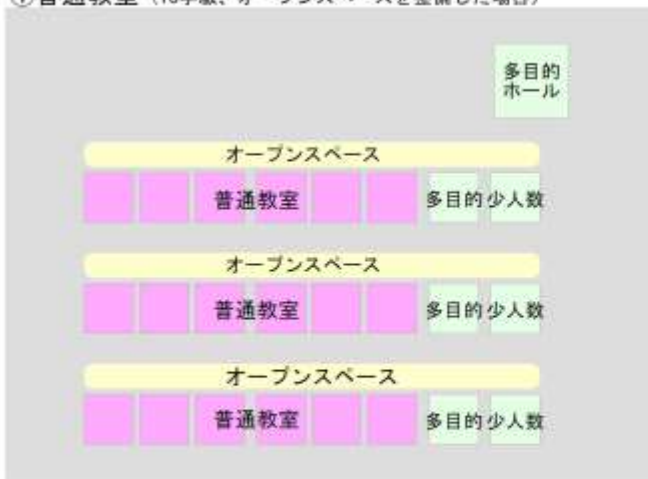 普通教室
多目的
ホール
オープンスペース
普通教室
多目的
少人数
オープンスペース
普通教室
多目的
少人数
オープンスペース
普通教室
多目的
少人数